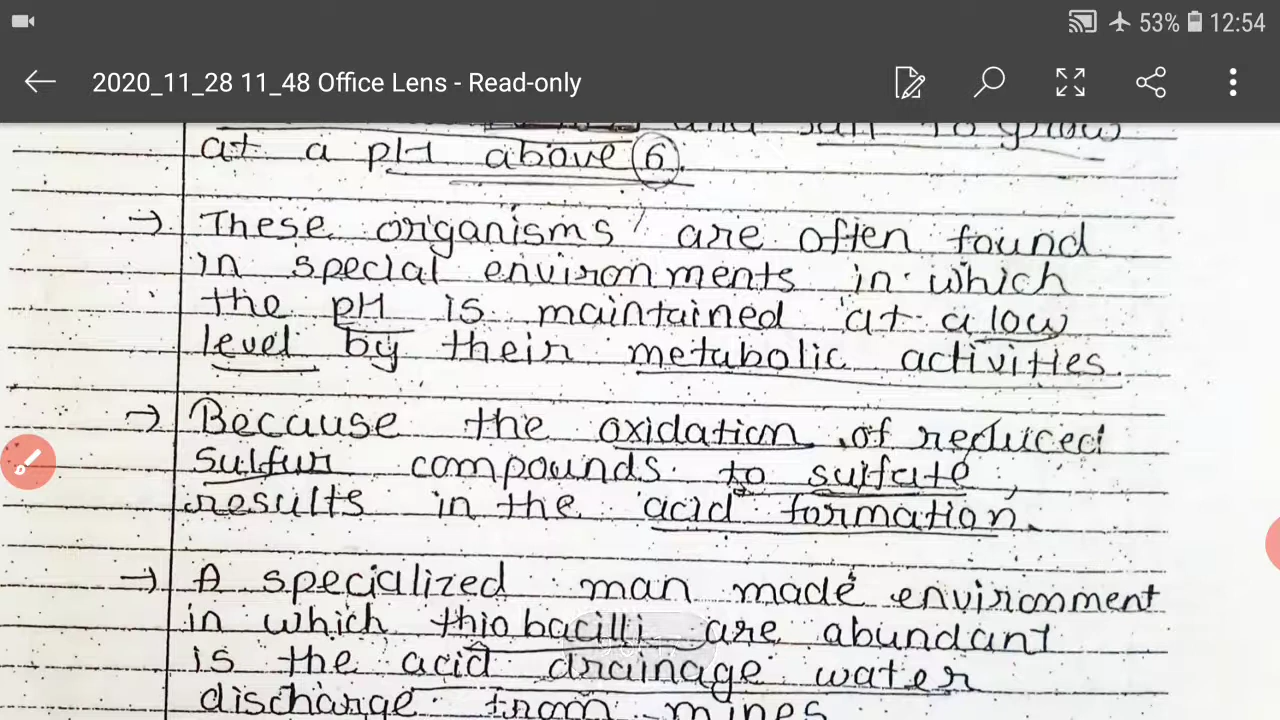 53% 12:54
2020_11_28 11_48 Office Lens - Read-only
to grow
at a pH above 6
→ These organisms are often found
in special environments in which
the pH is maintained at a low
level by their metabolic activities.
→ Because the oxidation of reduced
sulfur compounds to sulfate,
results in the acid formation.
→ A specialized man made environment
in which thiobacilli are abundant
is the acid drainage water
discharge from mines